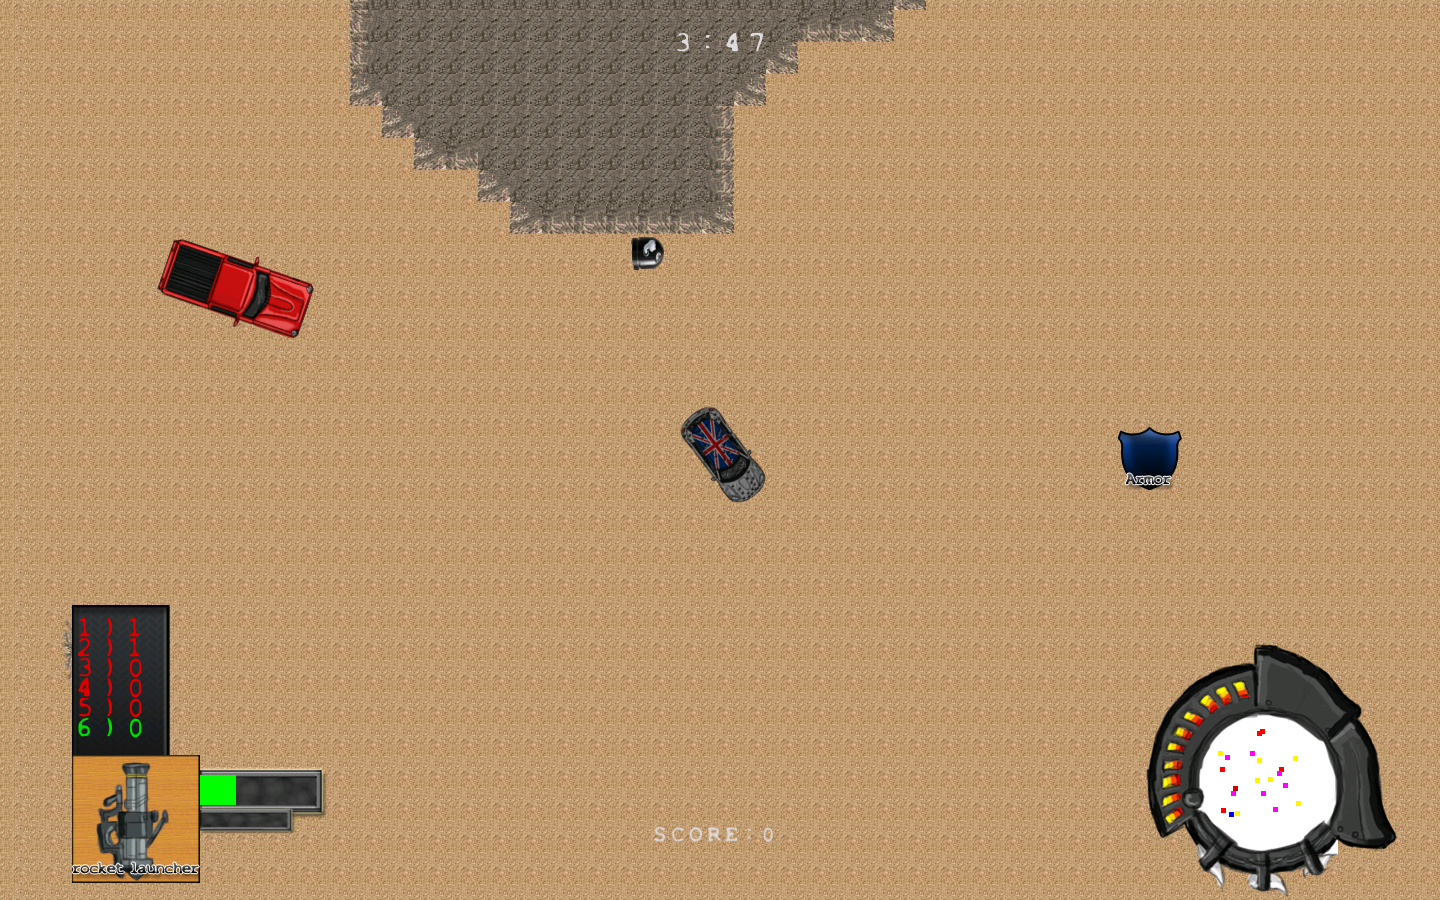 3:47
Armor
1 ) 1
2 ) 1
3 ) 0
4 ) 0
5 ) 0
6 ) 0
rocket launcher
SCORE: 0